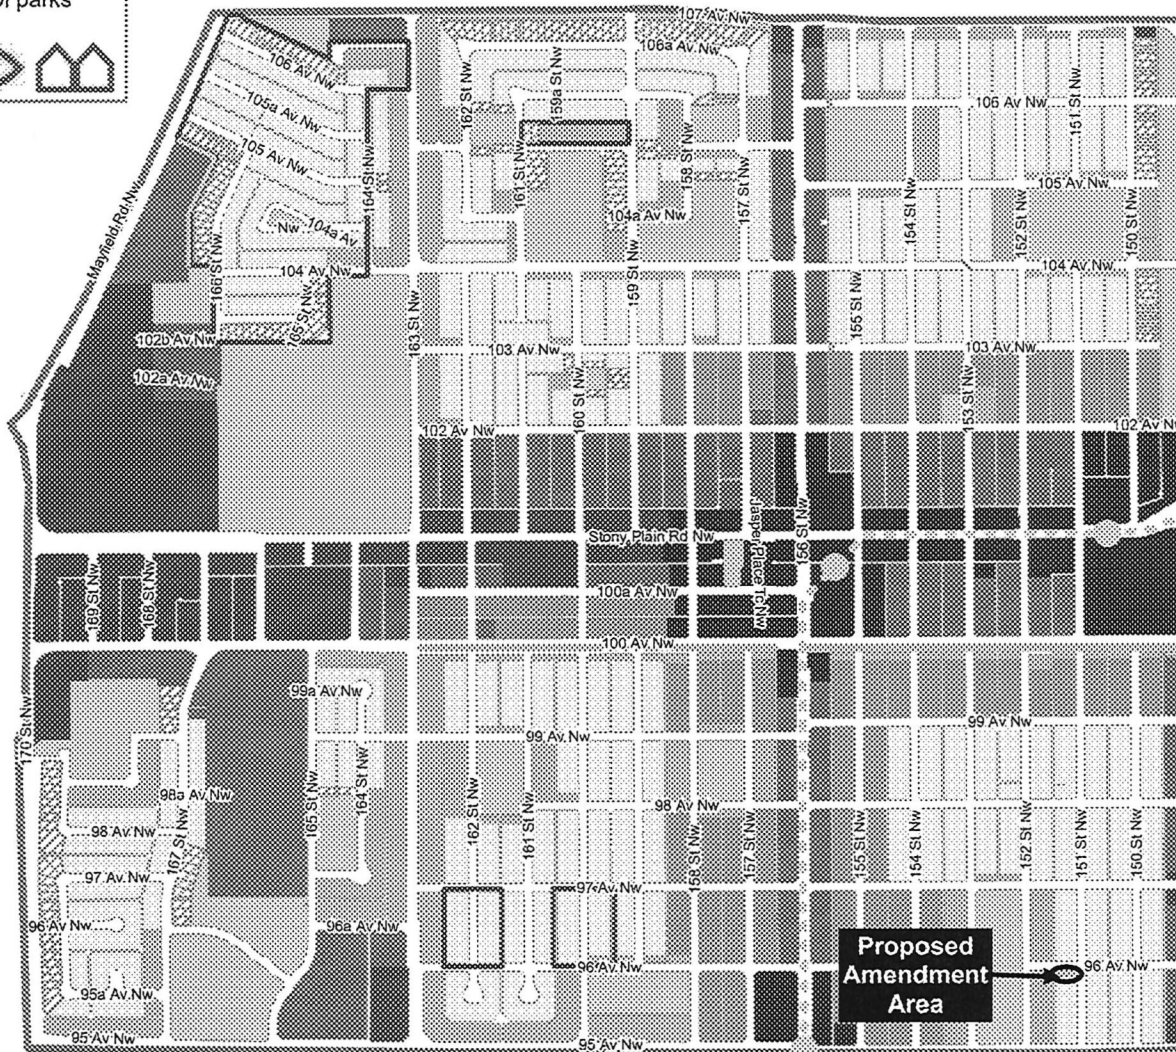 of parks
107 Av Nw
106 Av Nw
105a Av Nw
105 Av Nw
104a Av
Nw
104 Av Nw
164 St Nw
166 St Nw
165 St Nw
Mayfield Rd Nw
102b Av Nw
102a Av Nw
162 St Nw
106a Av Nw
159a St Nw
161 St Nw
158 St Nw
157 St Nw
104a Av Nw
159 St Nw
163 St Nw
103 Av Nw
160 St Nw
102 Av Nw
151 St Nw
106 Av Nw
105 Av Nw
154 St Nw
152 St Nw
150 St Nw
104 Av Nw
155 St Nw
103 Av Nw
153 St Nw
102 Av Nw
Stony Plain Rd Nw
Jasper Place Tc Nw
156 St Nw
100a Av Nw
169 St Nw
168 St Nw
100 Av Nw
170 St Nw
99a Av Nw
99 Av Nw
99 Av Nw
98a Av Nw
165 St Nw
164 St Nw
162 St Nw
161 St Nw
98 Av Nw
98 Av Nw
167 St Nw
158 St Nw
157 St Nw
155 St Nw
154 St Nw
152 St Nw
151 St Nw
150 St Nw
97 Av Nw
97 Av Nw
96 Av Nw
96a Av Nw
96 Av Nw
Proposed
Amendment
Area
96 Av Nw
95a Av Nw
95 Av Nw
95 Av Nw